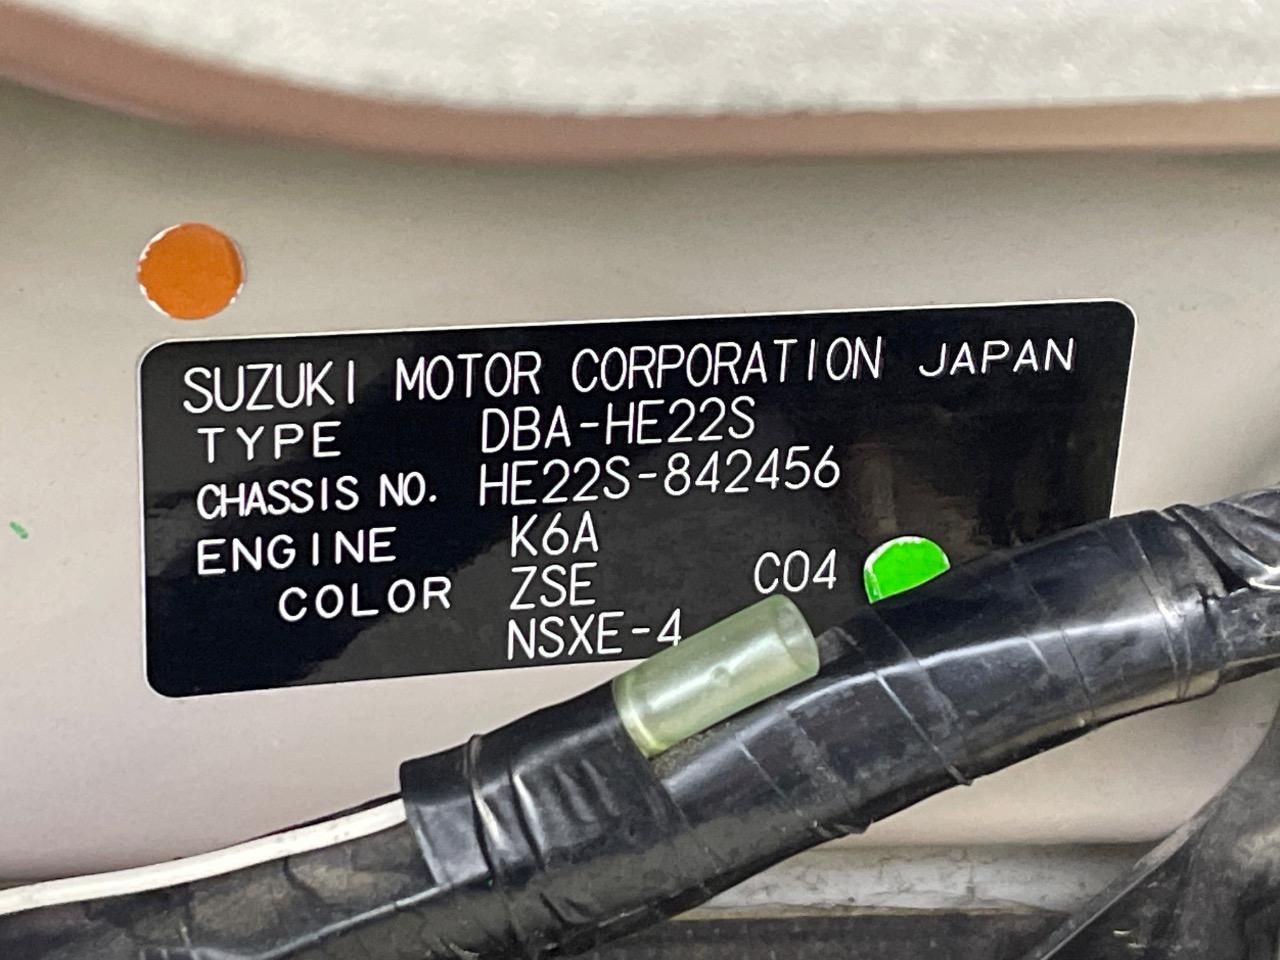 SUZUKI MOTOR CORPORATION JAPAN
TYPE DBA-HE22S
CHASSIS NO. HE22S-842456
ENGINE K6A
COLOR ZSE C04
NSXE-4